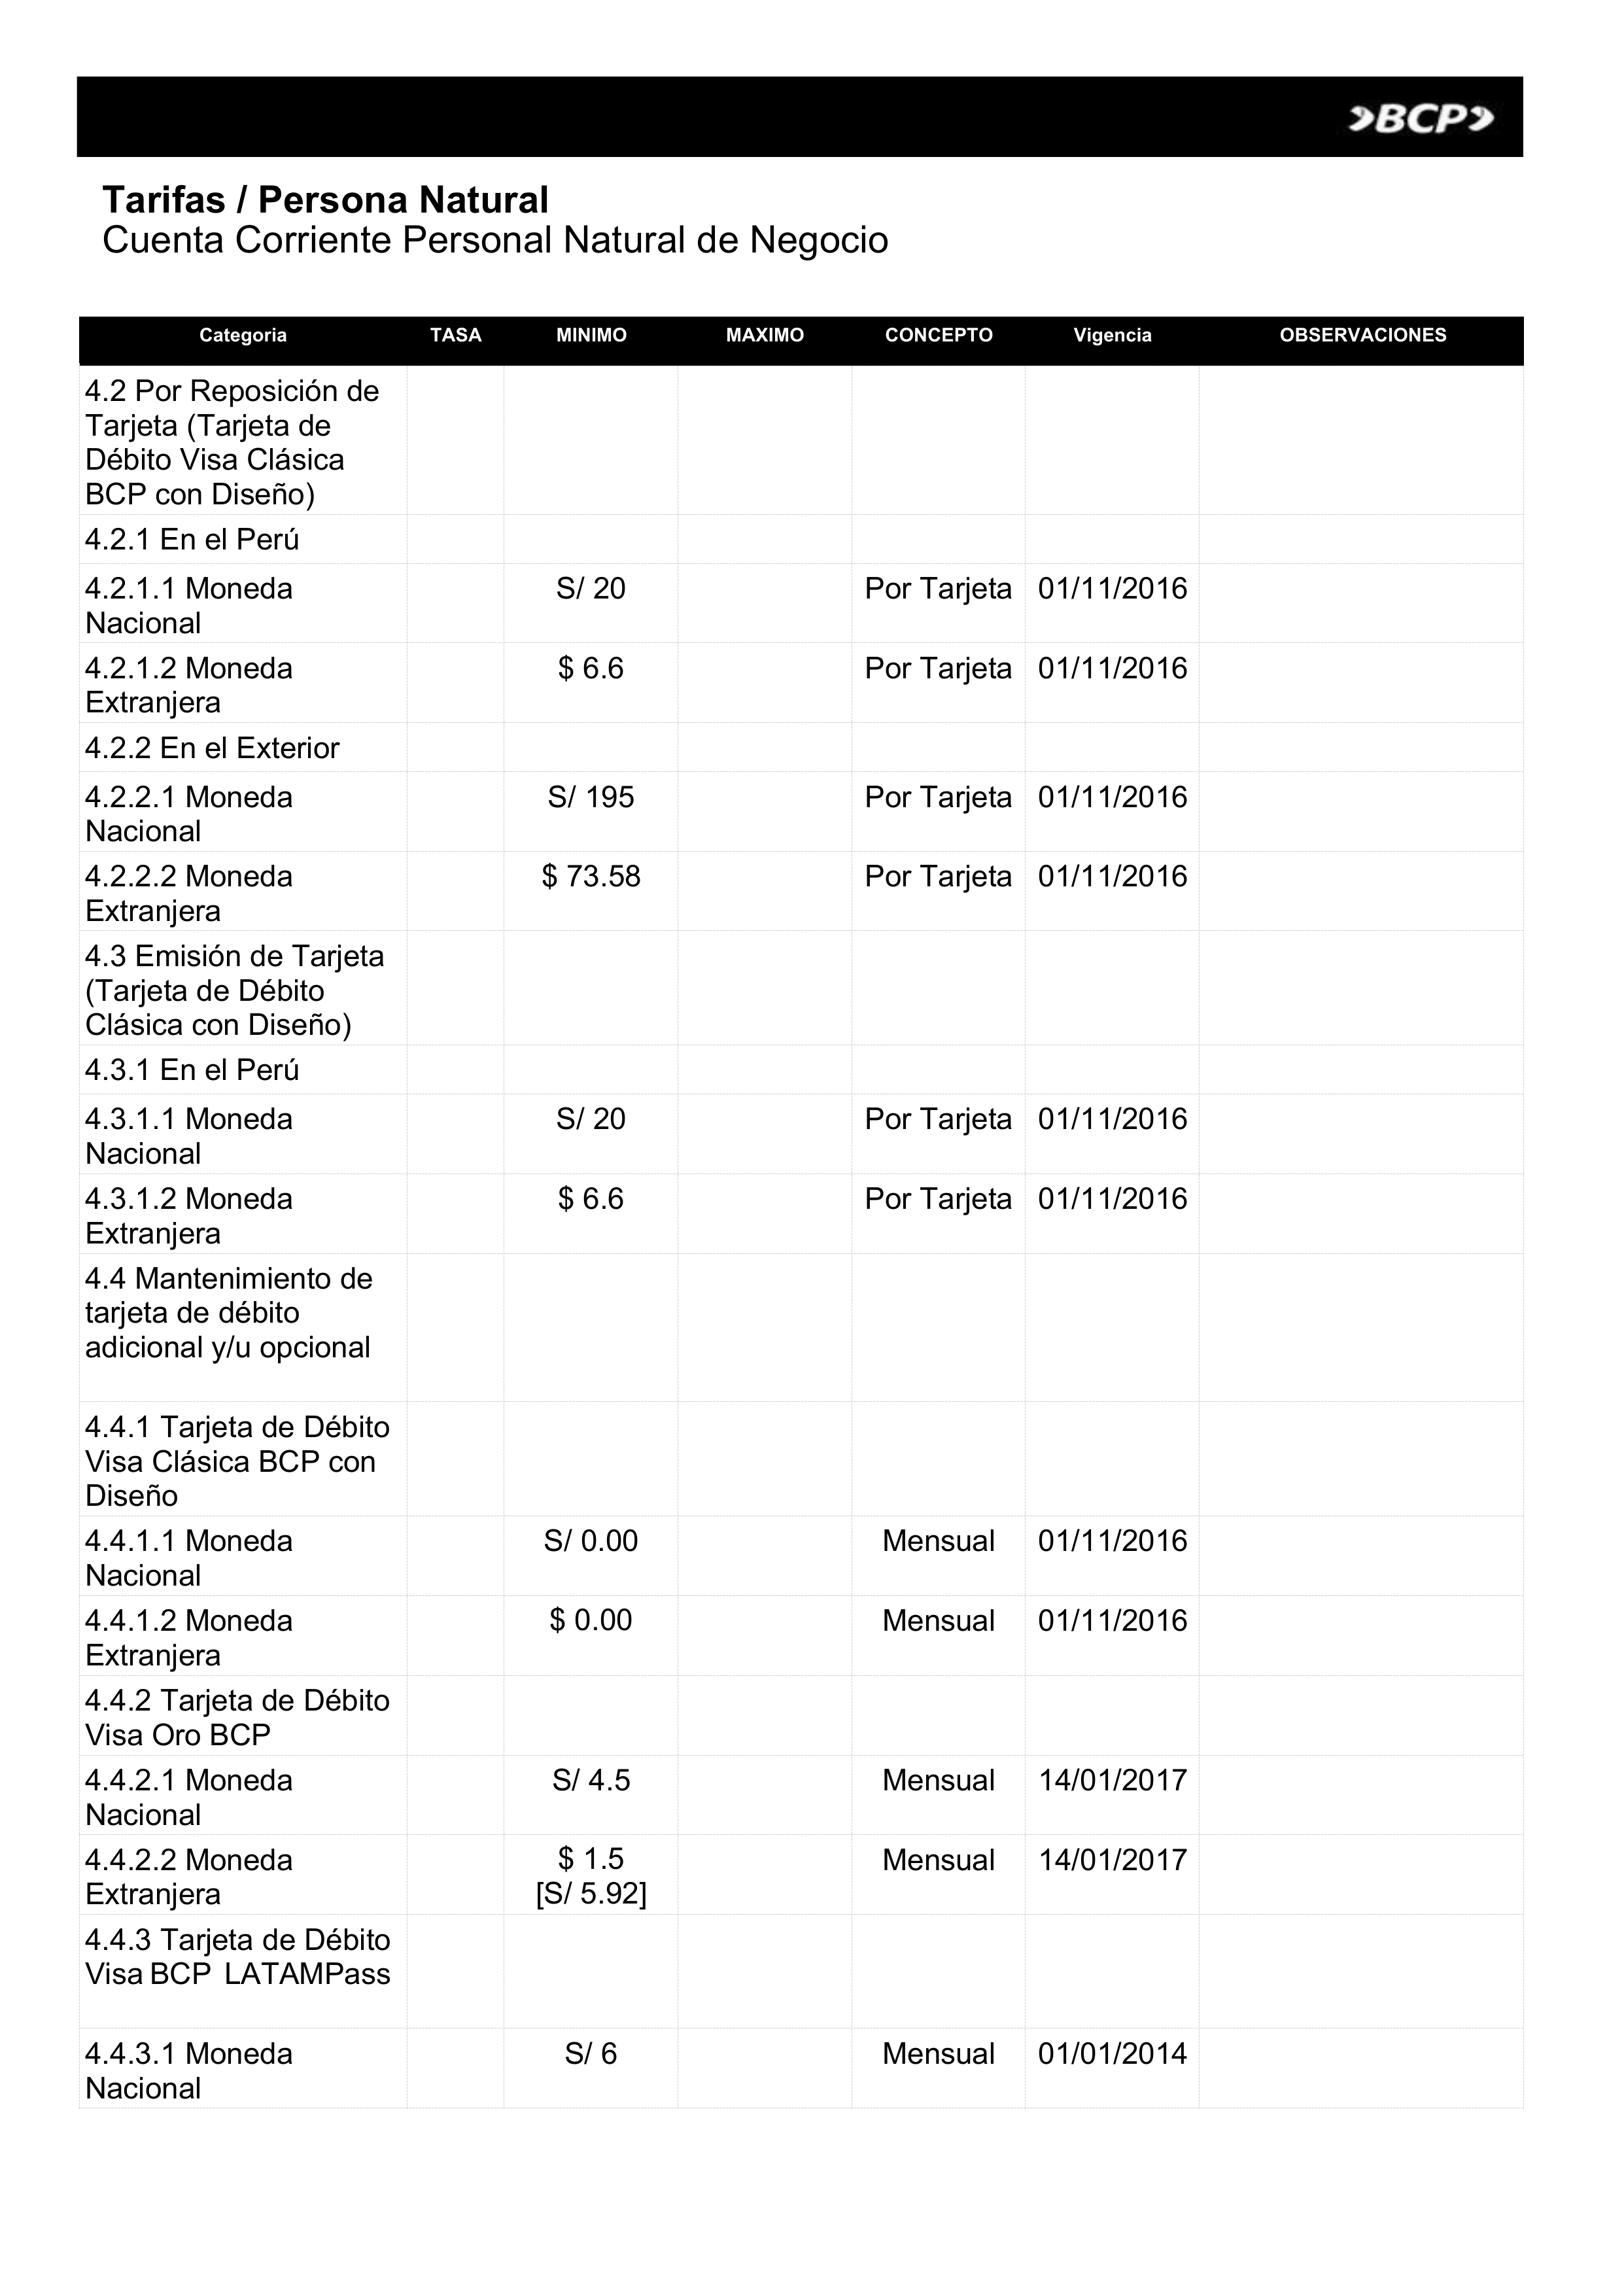 BCP
Tarifas / Persona Natural
Cuenta Corriente Personal Natural de Negocio
Categoria TASA MINIMO MAXIMO CONCEPTO Vigencia OBSERVACIONES
4.2 Por Reposición de
Tarjeta (Tarjeta de
Débito Visa Clásica
BCP con Diseño)
4.2.1 En el Perú
4.2.1.1 Moneda S/ 20 Por Tarjeta 01/11/2016
Nacional
4.2.1.2 Moneda $ 6.6 Por Tarjeta 01/11/2016
Extranjera
4.2.2 En el Exterior
4.2.2.1 Moneda S/ 195 Por Tarjeta 01/11/2016
Nacional
4.2.2.2 Moneda $ 73.58 Por Tarjeta 01/11/2016
Extranjera
4.3 Emisión de Tarjeta
(Tarjeta de Débito
Clásica con Diseño)
4.3.1 En el Perú
4.3.1.1 Moneda S/ 20 Por Tarjeta 01/11/2016
Nacional
4.3.1.2 Moneda $ 6.6 Por Tarjeta 01/11/2016
Extranjera
4.4 Mantenimiento de
tarjeta de débito
adicional y/u opcional
4.4.1 Tarjeta de Débito
Visa Clásica BCP con
Diseño
4.4.1.1 Moneda S/ 0.00 Mensual 01/11/2016
Nacional
4.4.1.2 Moneda $ 0.00 Mensual 01/11/2016
Extranjera
4.4.2 Tarjeta de Débito
Visa Oro BCP
4.4.2.1 Moneda S/ 4.5 Mensual 14/01/2017
Nacional
4.4.2.2 Moneda $ 1.5 Mensual 14/01/2017
Extranjera [S/ 5.92]
4.4.3 Tarjeta de Débito
Visa BCP LATAMPass
4.4.3.1 Moneda S/ 6 Mensual 01/01/2014
Nacional